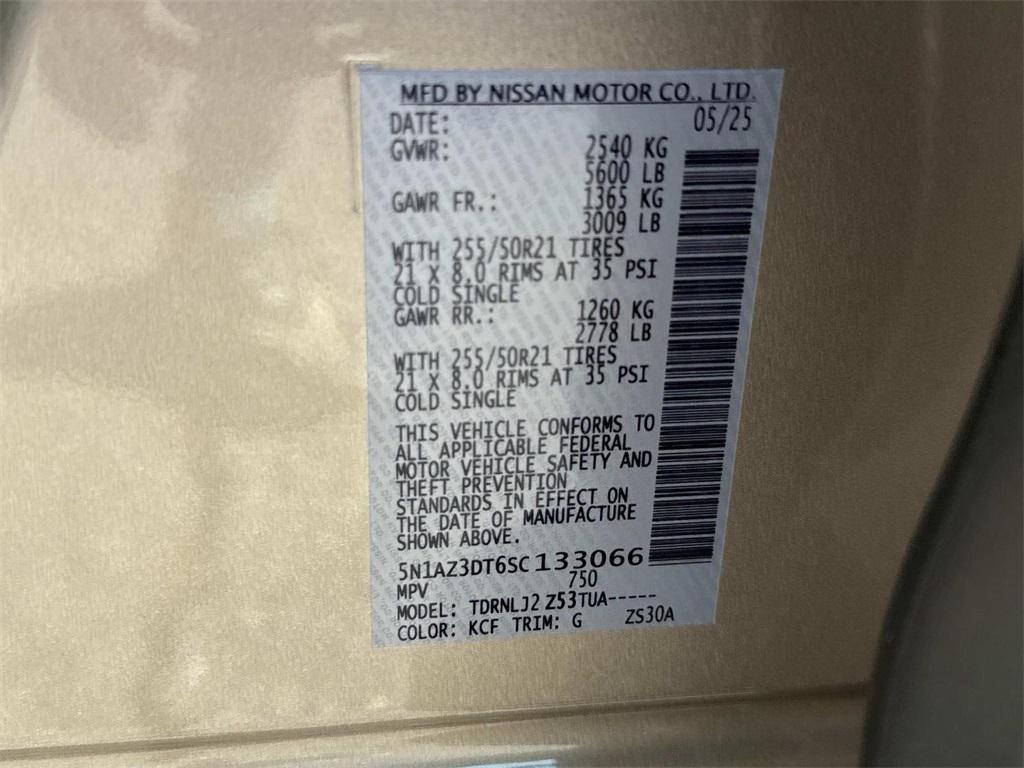 MFD BY NISSAN MOTOR CO., LTD.
DATE: 05/25
GVWR: 2540 KG
5600 LB
GAWR FR.: 1365 KG
3009 LB
WITH 255/50R21 TIRES
21 X 8.0 RIMS AT 35 PSI
COLD SINGLE
GAWR RR.: 1260 KG
2778 LB
WITH 255/50R21 TIRES
21 X 8.0 RIMS AT 35 PSI
COLD SINGLE
THIS VEHICLE CONFORMS TO
ALL APPLICABLE FEDERAL
MOTOR VEHICLE SAFETY AND
THEFT PREVENTION
STANDARDS IN EFFECT ON
THE DATE OF MANUFACTURE
SHOWN ABOVE.
5N1AZ3DT6SC133066
MPV 750
MODEL: TDRNLJ2 Z53TUA-----
COLOR: KCF TRIM: G ZS30A